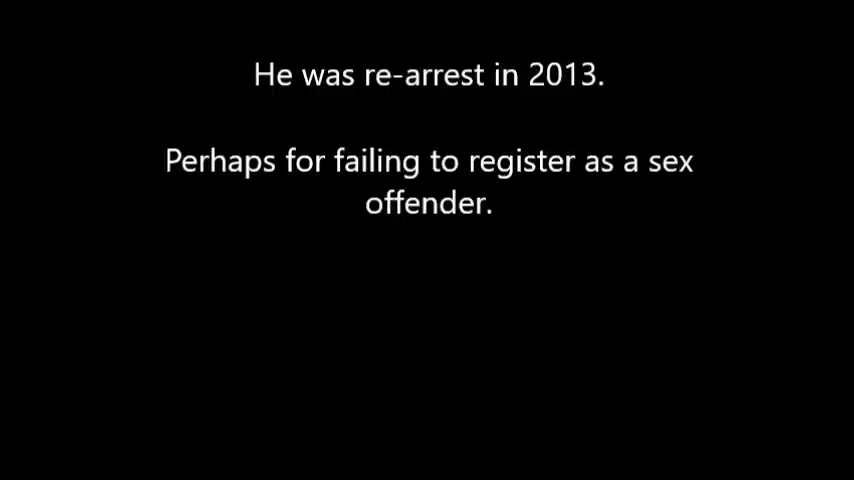 He was re-arrest in 2013.
Perhaps for failing to register as a sex
offender.